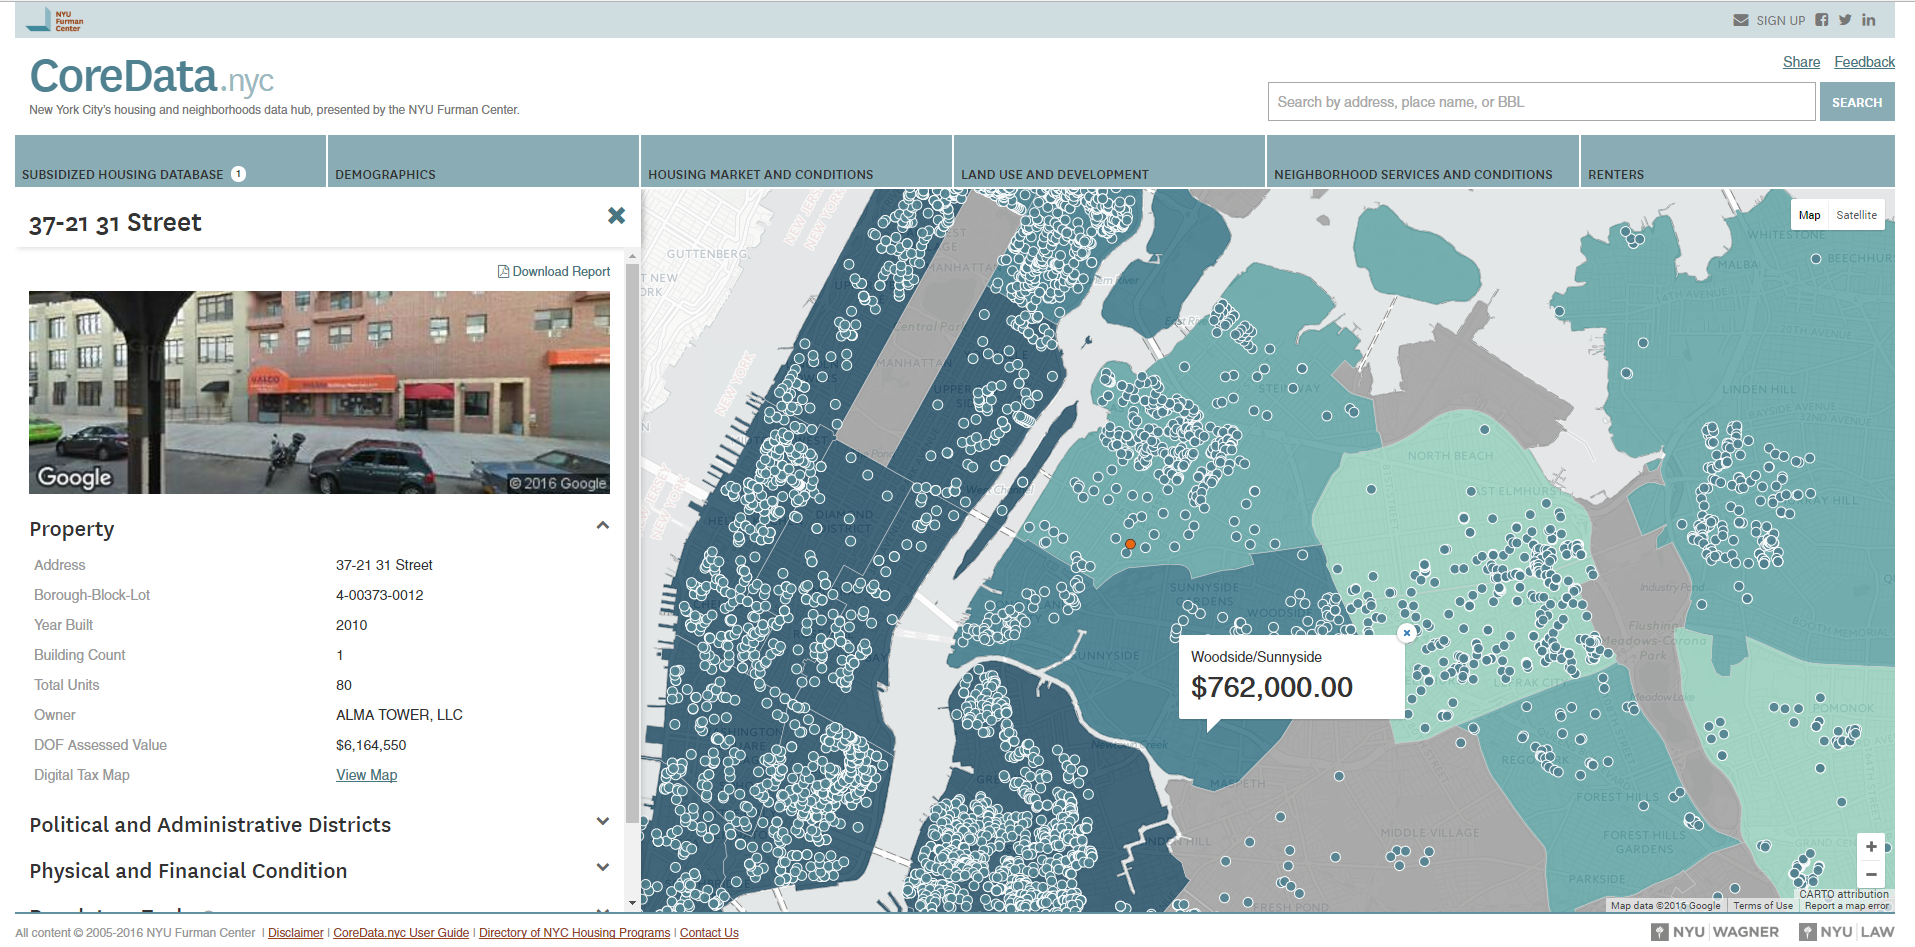 NYU
Furman
Center
SIGN UP
CoreData.nyc
New York City's housing and neighborhoods data hub, presented by the NYU Furman Center.
Share Feedback
Search by address, place name, or BBL
SEARCH
SUBSIDIZED HOUSING DATABASE 1
DEMOGRAPHICS
HOUSING MARKET AND CONDITIONS
LAND USE AND DEVELOPMENT
NEIGHBORHOOD SERVICES AND CONDITIONS
RENTERS
37-21 31 Street
Download Report
Google
© 2016 Google
Property
Address 37-21 31 Street
Borough-Block-Lot 4-00373-0012
Year Built 2010
Building Count 1
Total Units 80
Owner ALMA TOWER, LLC
DOF Assessed Value $6,164,550
Digital Tax Map View Map
Political and Administrative Districts
Physical and Financial Condition
Map Satellite
GUTTENBERG
NEW JERSEY
NEW YORK
WHITESTONE
MALBA
Central Park
MANHATTAN
STEINWAY
LINDEN HILL
NORTH BEACH
EAST ELMHURST
West Channel
DIAMOND
DISTRICT
SUNNYSIDE
GARDENS
WOODSIDE
Industry Pond
Flushing
Meadows-Corona
Park
SUNNYSIDE
Woodside/Sunnyside
$762,000.00
LEFRAK CITY
Meadow Lake
POMONOK
Newtown Creek
MASPETH
FOREST HILLS
MIDDLE VILLAGE
FOREST HILLS
GARDENS
PARKSIDE
FRESH POND
+
−
CARTO attribution
Map data ©2016 Google Terms of Use Report a map error
All content © 2005-2016 NYU Furman Center | Disclaimer | CoreData.nyc User Guide | Directory of NYC Housing Programs | Contact Us
NYU WAGNER
NYU LAW